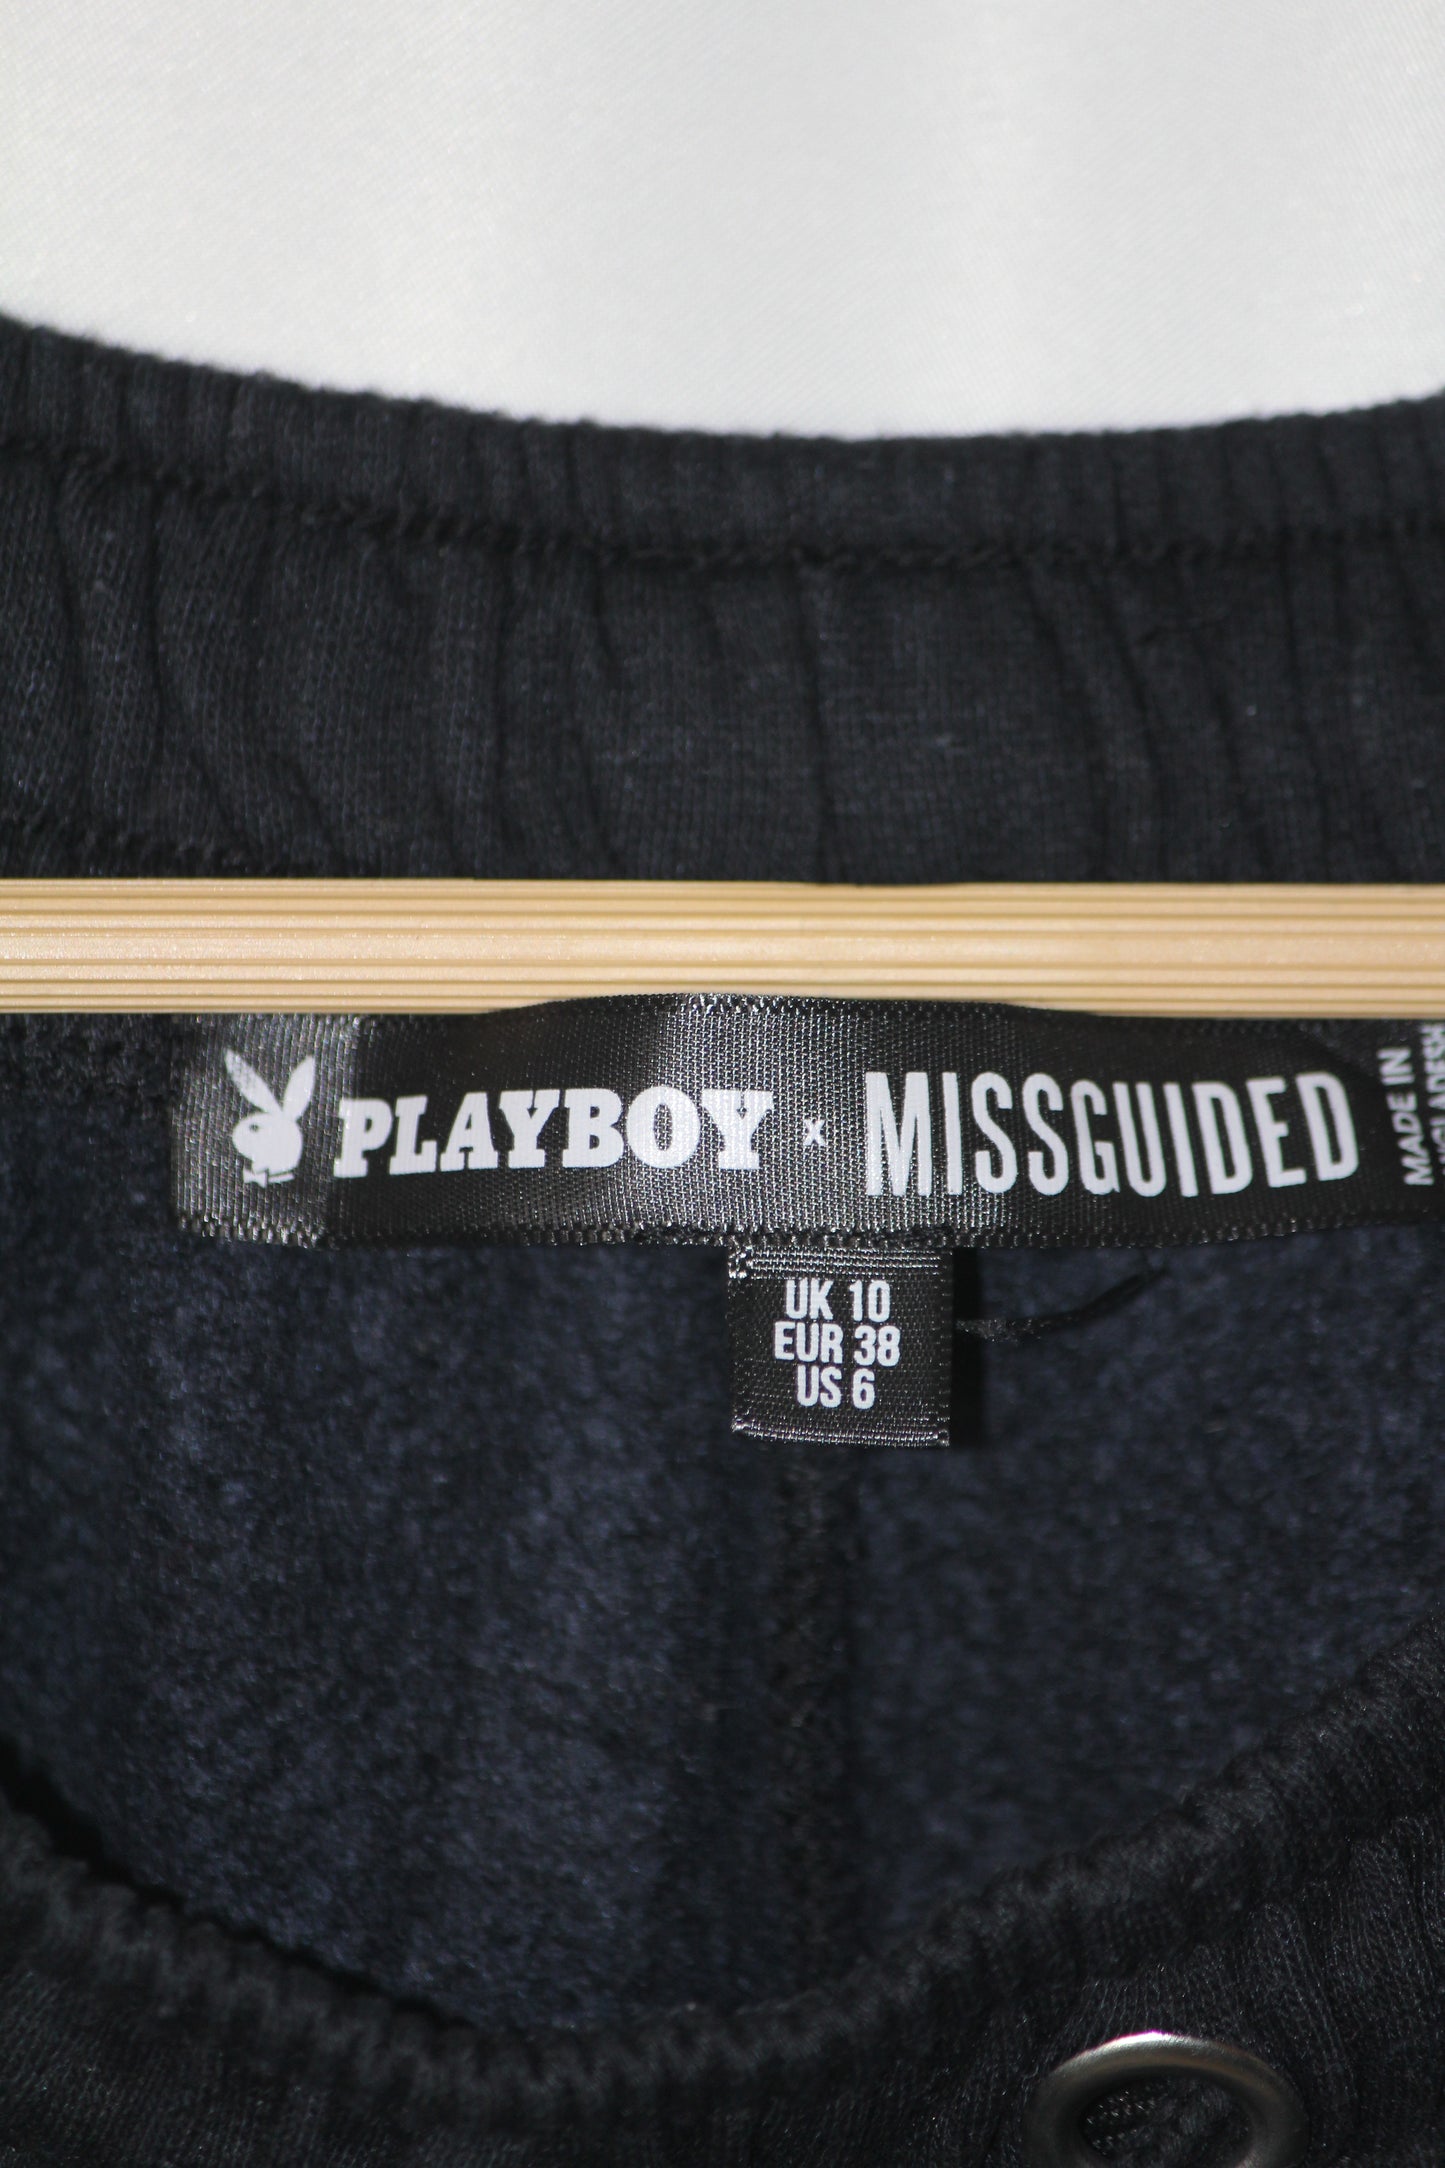 PLAYBOY x MISSGUIDED
MADE IN
UK 10
EUR 38
US 6